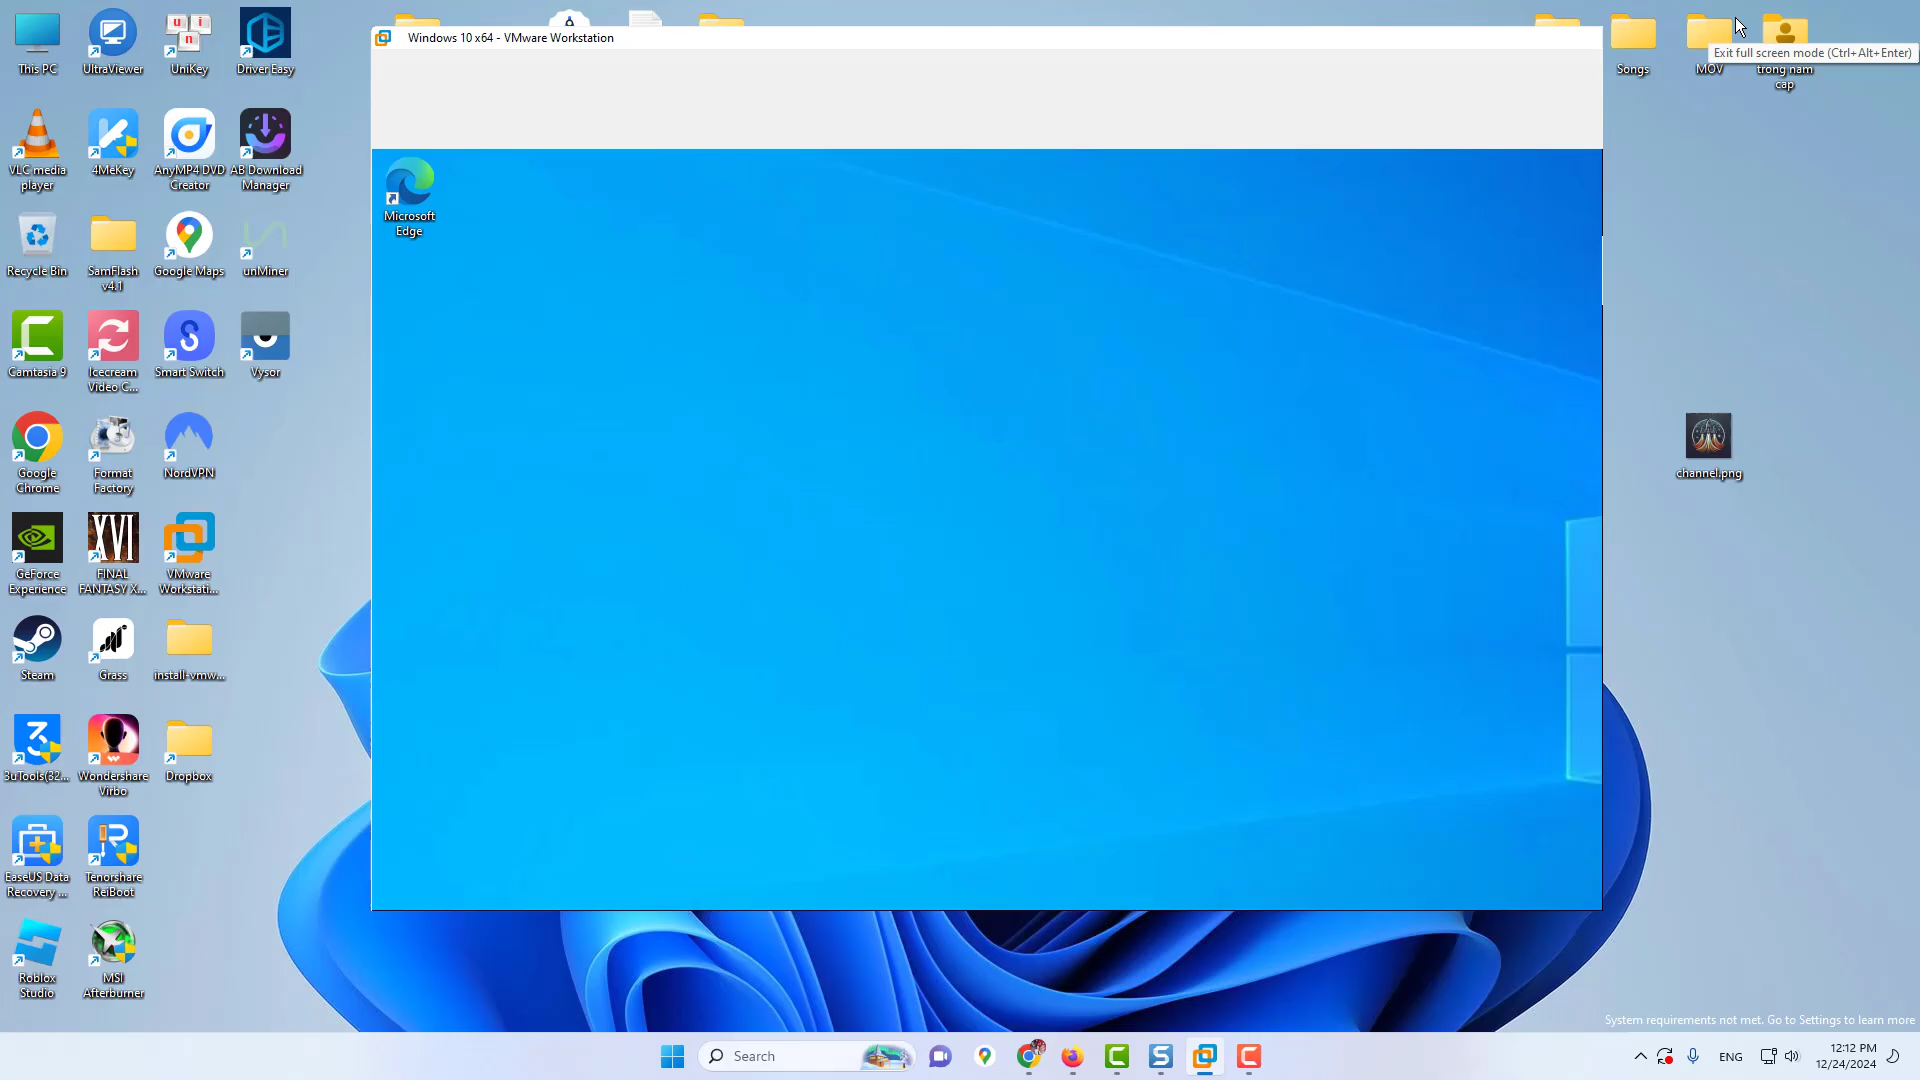 Windows 10 x64 - VMware Workstation
Exit full screen mode (Ctrl+Alt+Enter)
This PC
UltraViewer
UniKey
Driver Easy
Songs
MOV
trong nam
cap
VLC media
player
4MeKey
AnyMP4 DVD
Creator
AB Download
Manager
Microsoft
Edge
Recycle Bin
SamFlash
v4.1
Google Maps
unMiner
Camtasia 9
Icecream
Video C...
Smart Switch
Vysor
Google
Chrome
Format
Factory
NordVPN
channel.png
GeForce
Experience
XVI
FINAL
FANTASY X...
VMware
Workstati...
Steam
Grass
install-vmw...
3uTools(32...
Wondershare
Virbo
Dropbox
EaseUS Data
Recovery ...
Tenorshare
ReiBoot
Roblox
Studio
MSI
Afterburner
System requirements not met. Go to Settings to learn more
Search
ENG
12:12 PM
12/24/2024